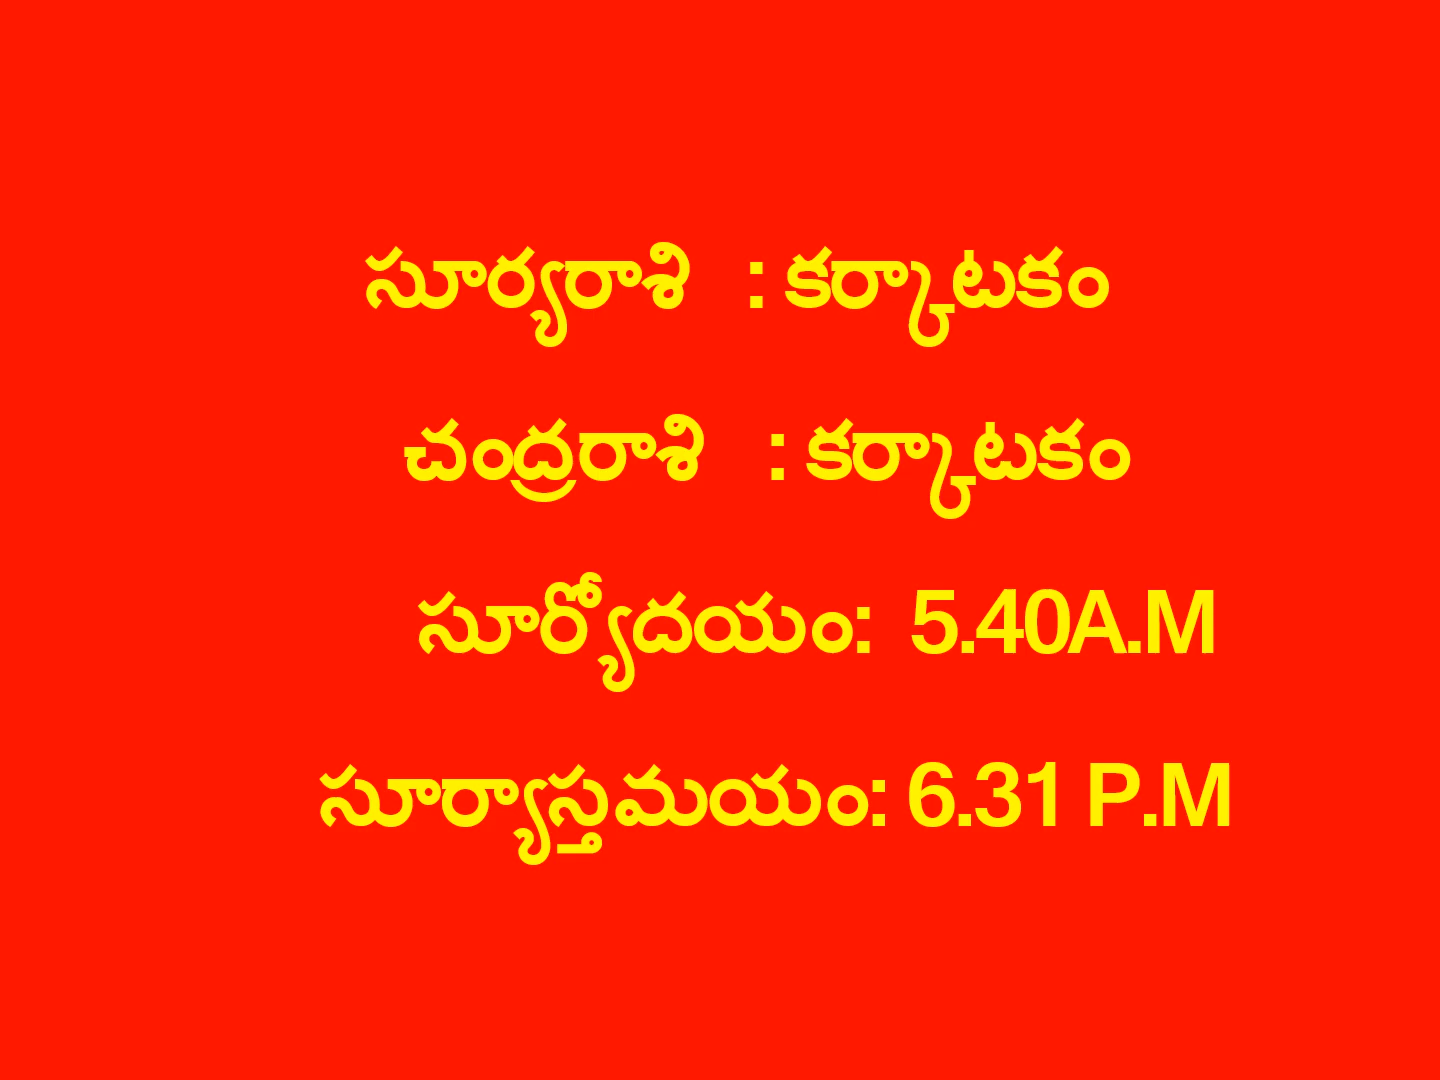 సూర్యరాశి : కర్కాటకం
చంద్రరాశి : కర్కాటకం
సూర్యోదయం: 5.40A.M
సూర్యాస్తమయం: 6.31 P.M